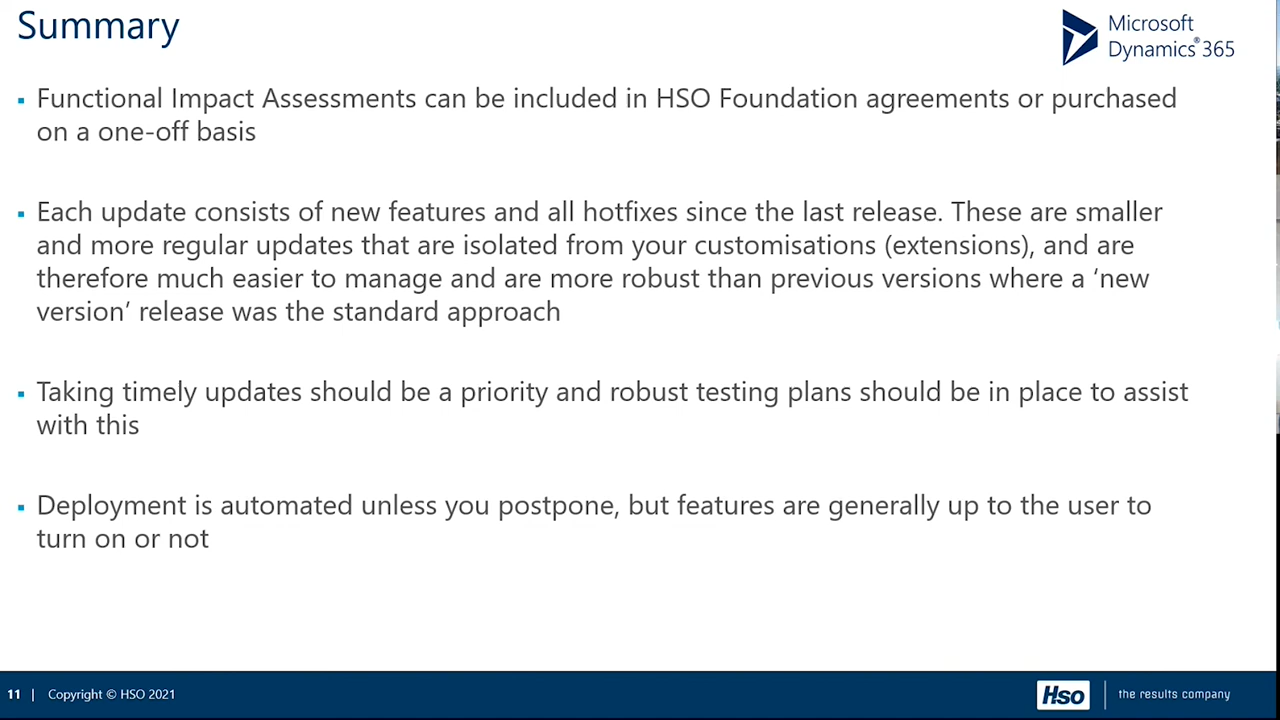 Summary
Microsoft
Dynamics® 365
▪ Functional Impact Assessments can be included in HSO Foundation agreements or purchased
on a one-off basis
▪ Each update consists of new features and all hotfixes since the last release. These are smaller
and more regular updates that are isolated from your customisations (extensions), and are
therefore much easier to manage and are more robust than previous versions where a ‘new
version’ release was the standard approach
▪ Taking timely updates should be a priority and robust testing plans should be in place to assist
with this
▪ Deployment is automated unless you postpone, but features are generally up to the user to
turn on or not
11 | Copyright © HSO 2021
Hso | the results company